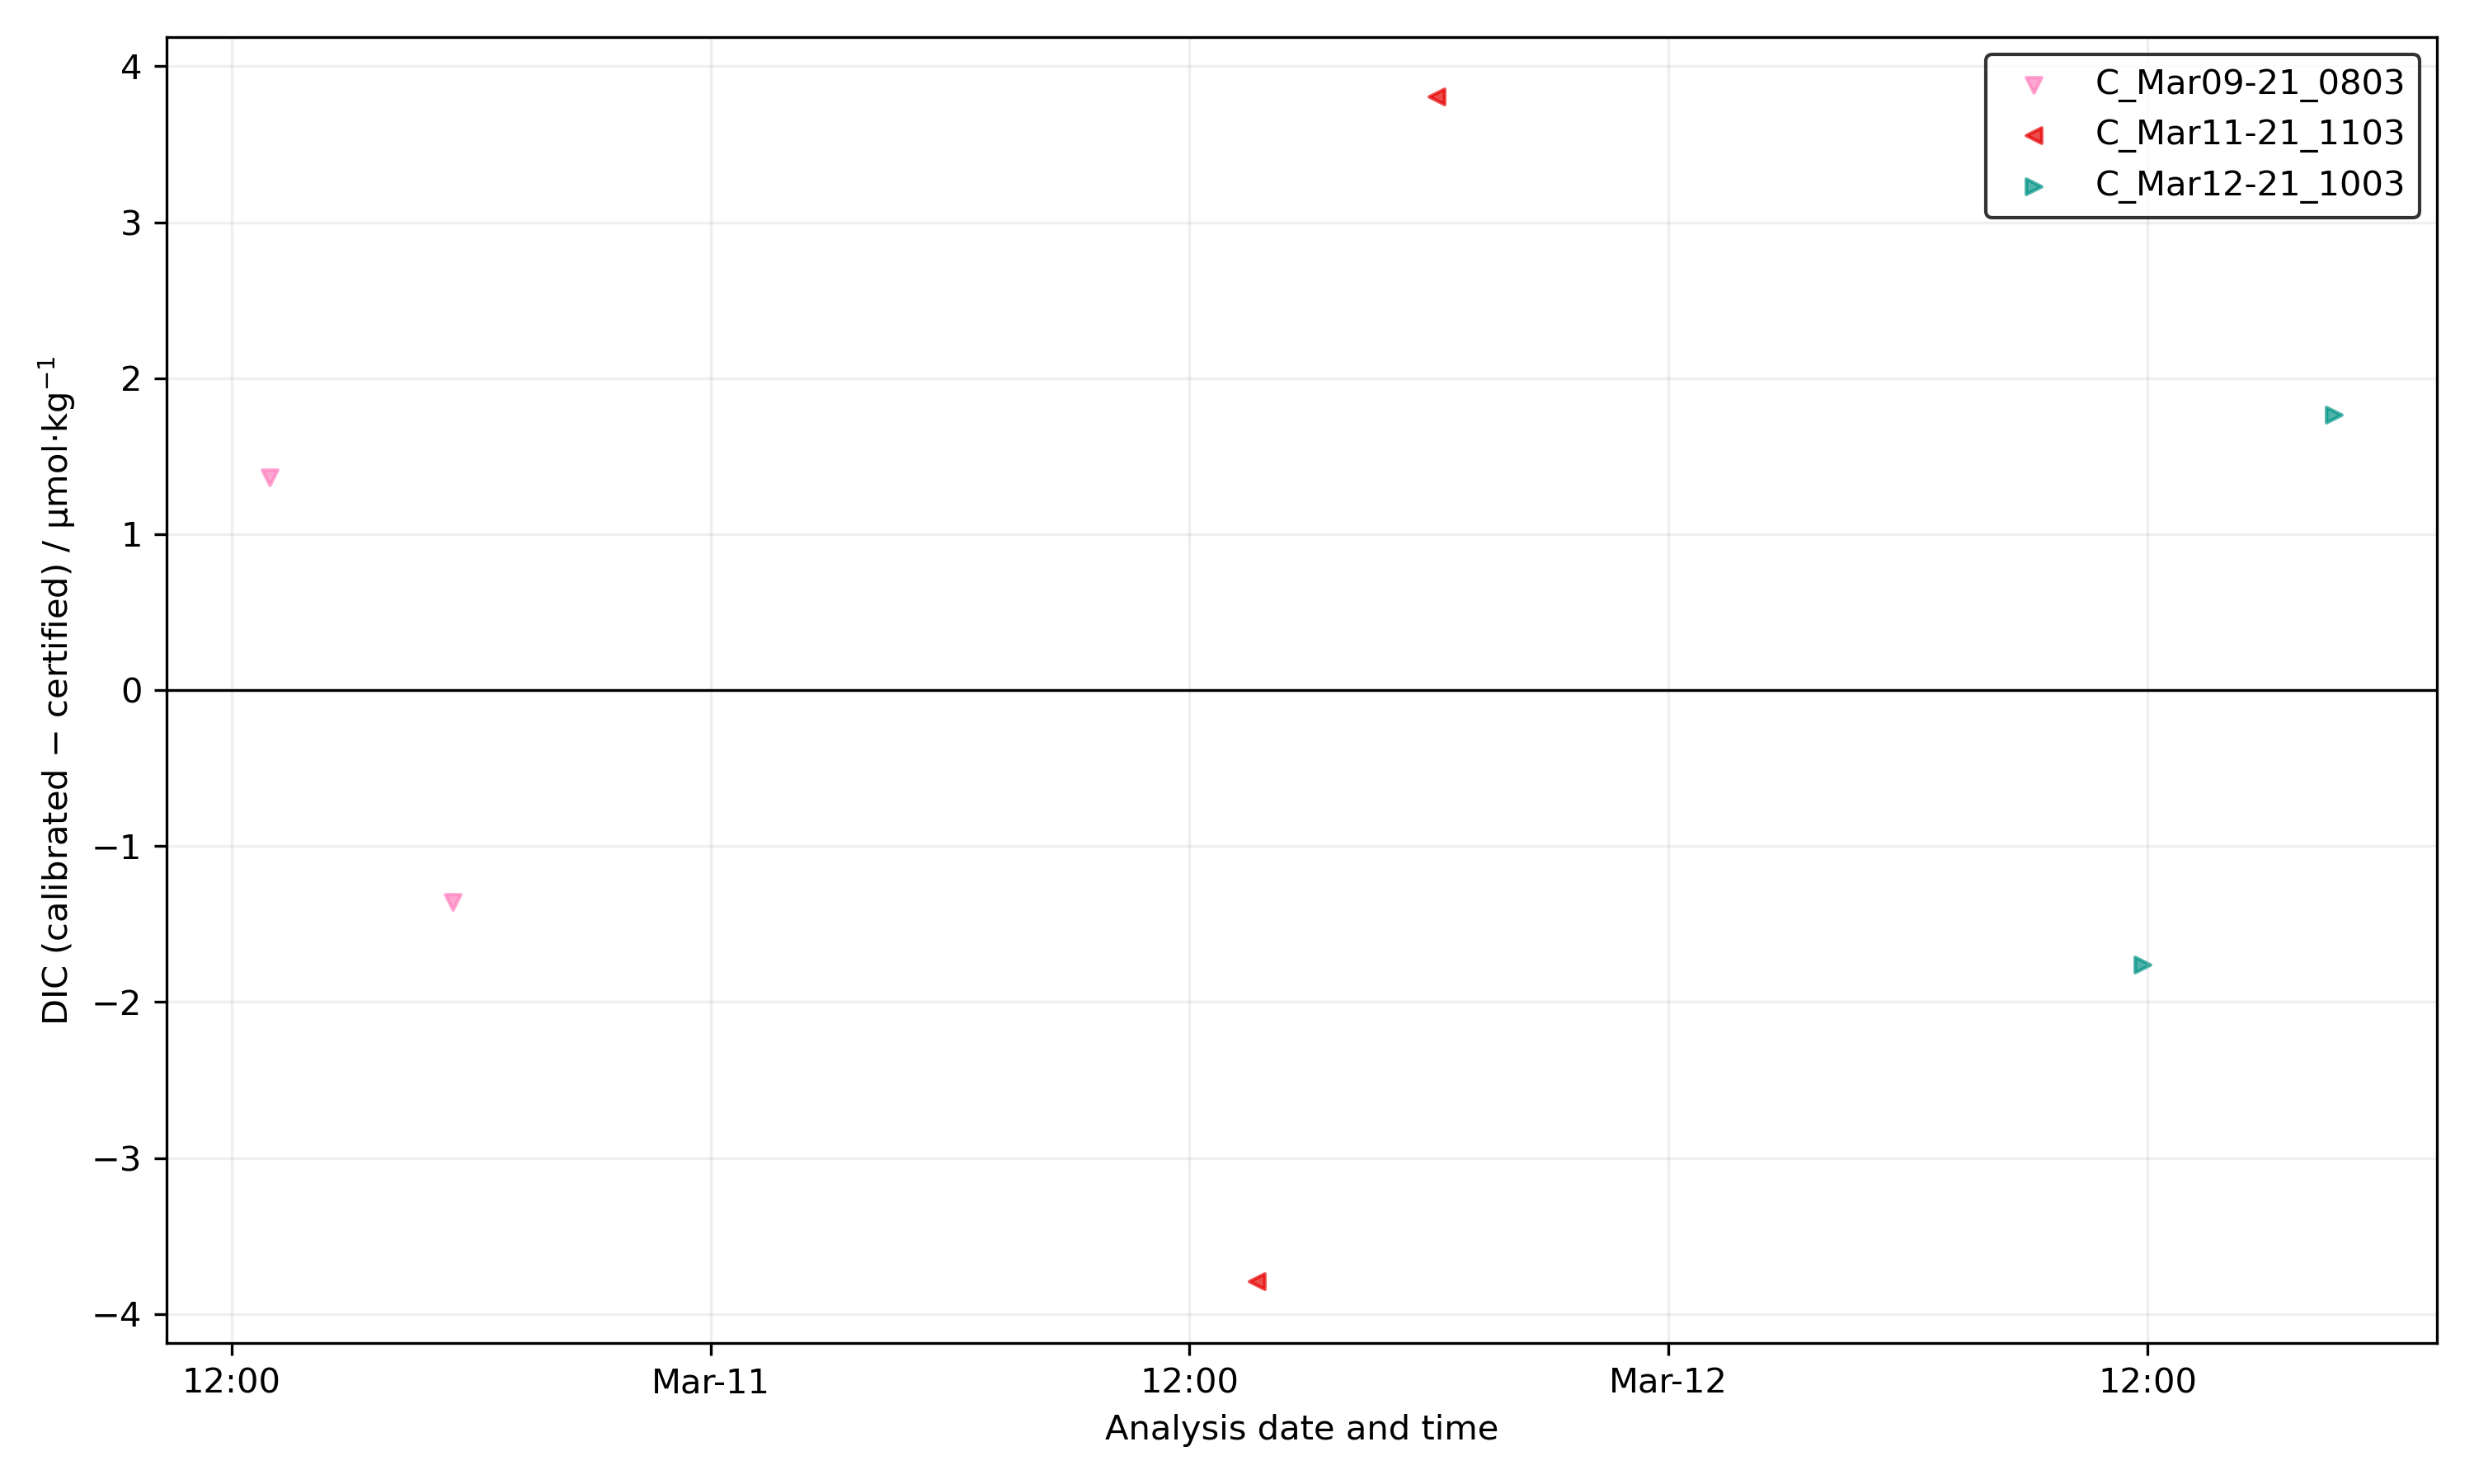 4
3
2
1
0
−1
−2
−3
−4
DIC (calibrated − certified) / μmol·kg⁻¹
C_Mar09-21_0803
C_Mar11-21_1103
C_Mar12-21_1003
12:00
Mar-11
12:00
Mar-12
12:00
Analysis date and time